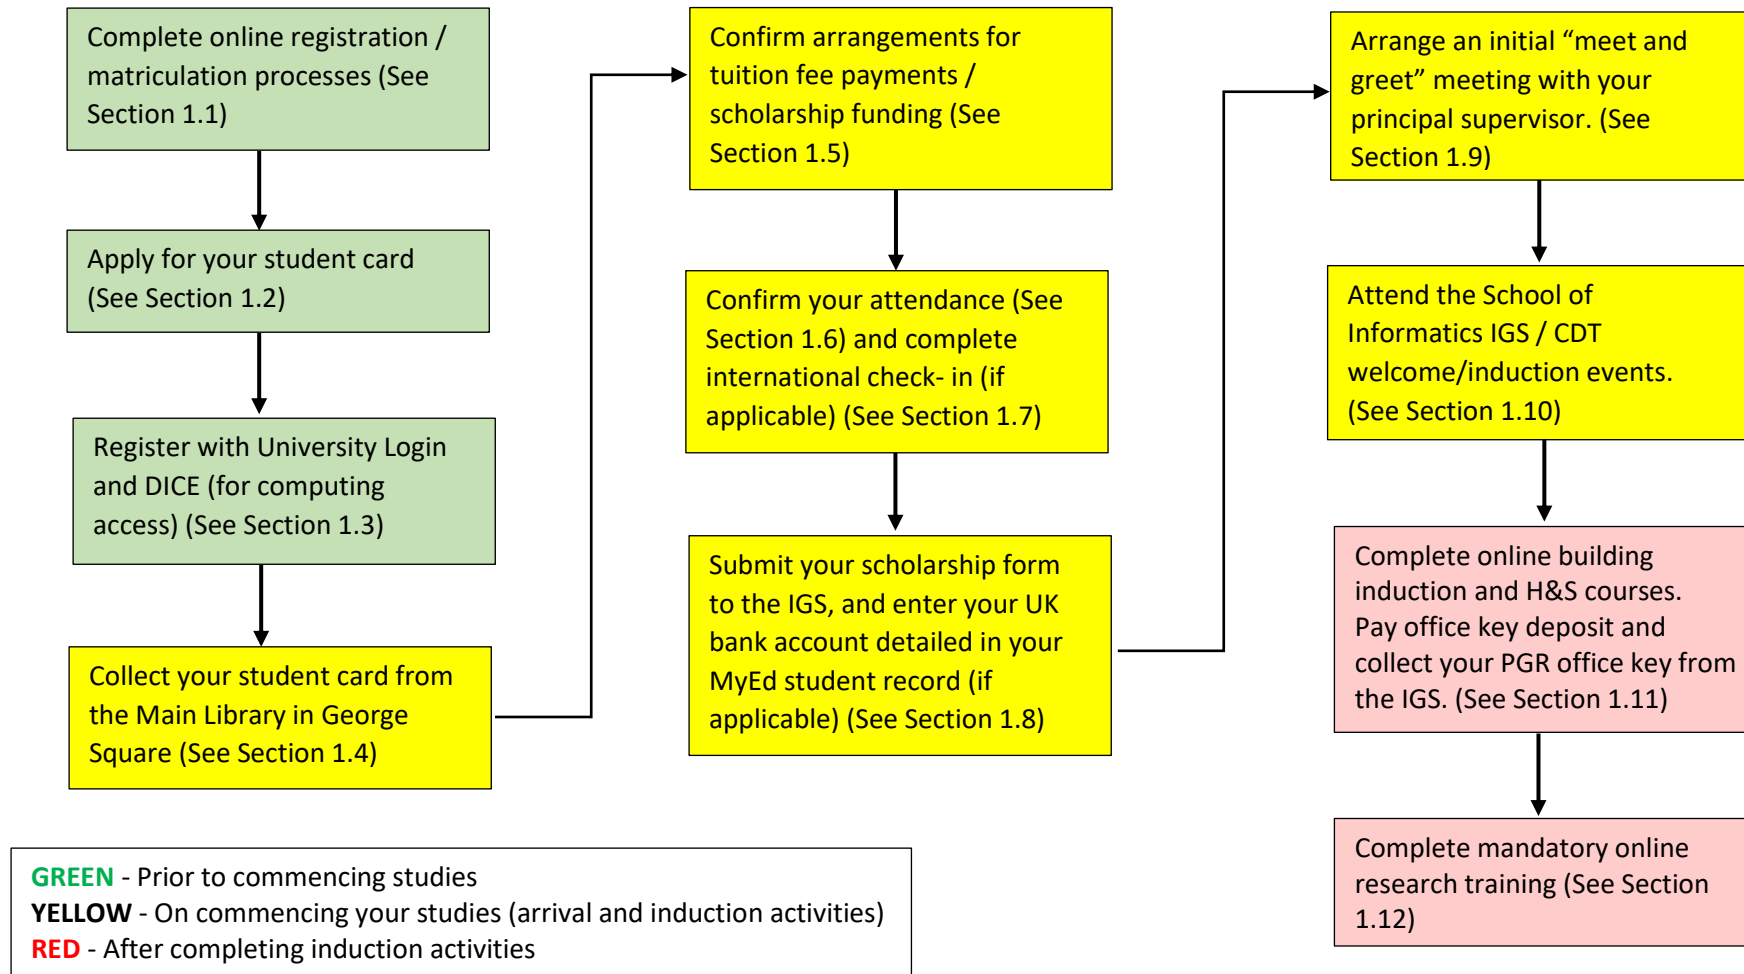 Complete online registration /
matriculation processes (See
Section 1.1)
Apply for your student card
(See Section 1.2)
Register with University Login
and DICE (for computing
access) (See Section 1.3)
Collect your student card from
the Main Library in George
Square (See Section 1.4)
Confirm arrangements for
tuition fee payments /
scholarship funding (See
Section 1.5)
Confirm your attendance (See
Section 1.6) and complete
international check- in (if
applicable) (See Section 1.7)
Submit your scholarship form
to the IGS, and enter your UK
bank account detailed in your
MyEd student record (if
applicable) (See Section 1.8)
Arrange an initial “meet and
greet” meeting with your
principal supervisor. (See
Section 1.9)
Attend the School of
Informatics IGS / CDT
welcome/induction events.
(See Section 1.10)
Complete online building
induction and H&S courses.
Pay office key deposit and
collect your PGR office key from
the IGS. (See Section 1.11)
Complete mandatory online
research training (See Section
1.12)
GREEN - Prior to commencing studies
YELLOW - On commencing your studies (arrival and induction activities)
RED - After completing induction activities